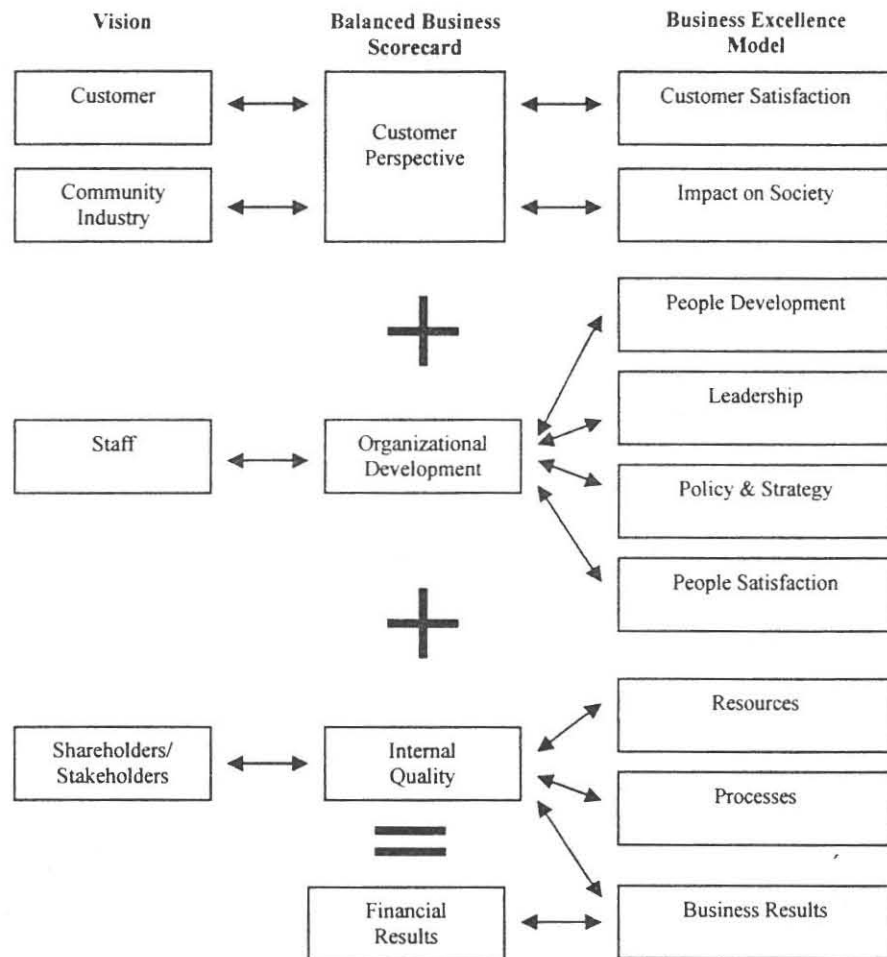 Vision
Balanced Business
Scorecard
Business Excellence
Model
Customer
Customer
Perspective
Customer Satisfaction
Community
Industry
Impact on Society
+
People Development
Leadership
Staff
Organizational
Development
Policy & Strategy
People Satisfaction
+
Resources
Shareholders/
Stakeholders
Internal
Quality
Processes
=
Financial
Results
Business Results